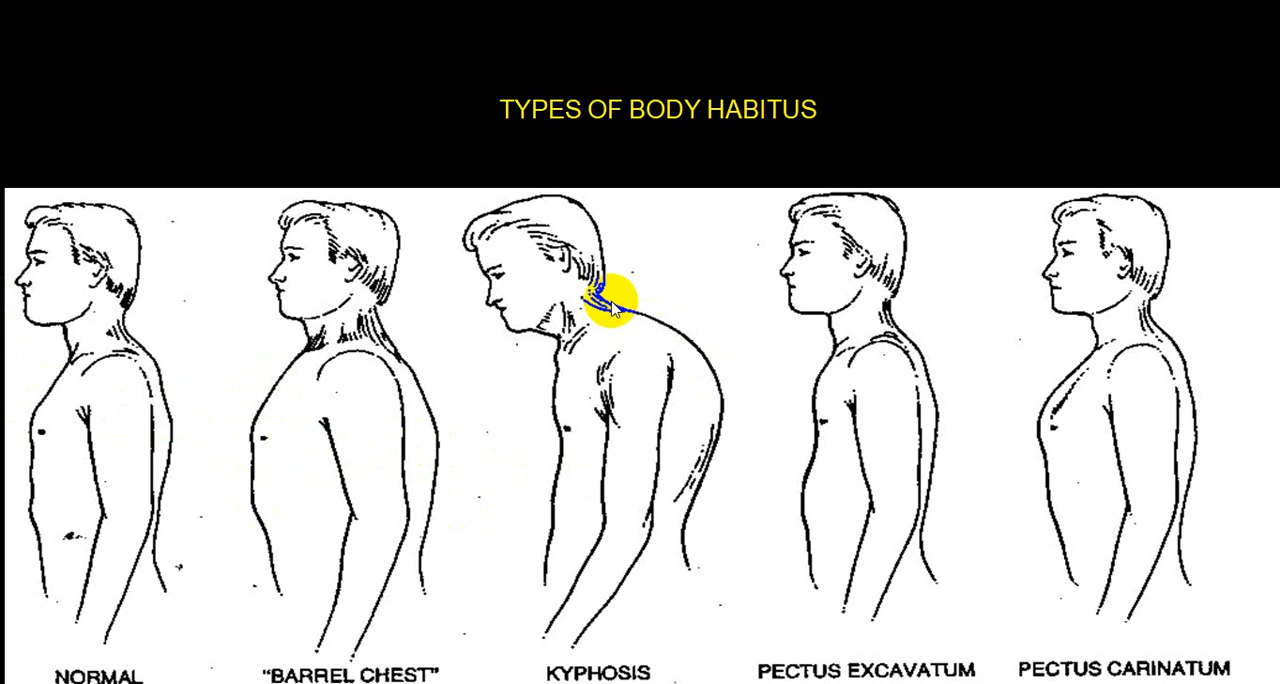 TYPES OF BODY HABITUS
NORMAL
"BARREL CHEST"
KYPHOSIS
PECTUS EXCAVATUM
PECTUS CARINATUM